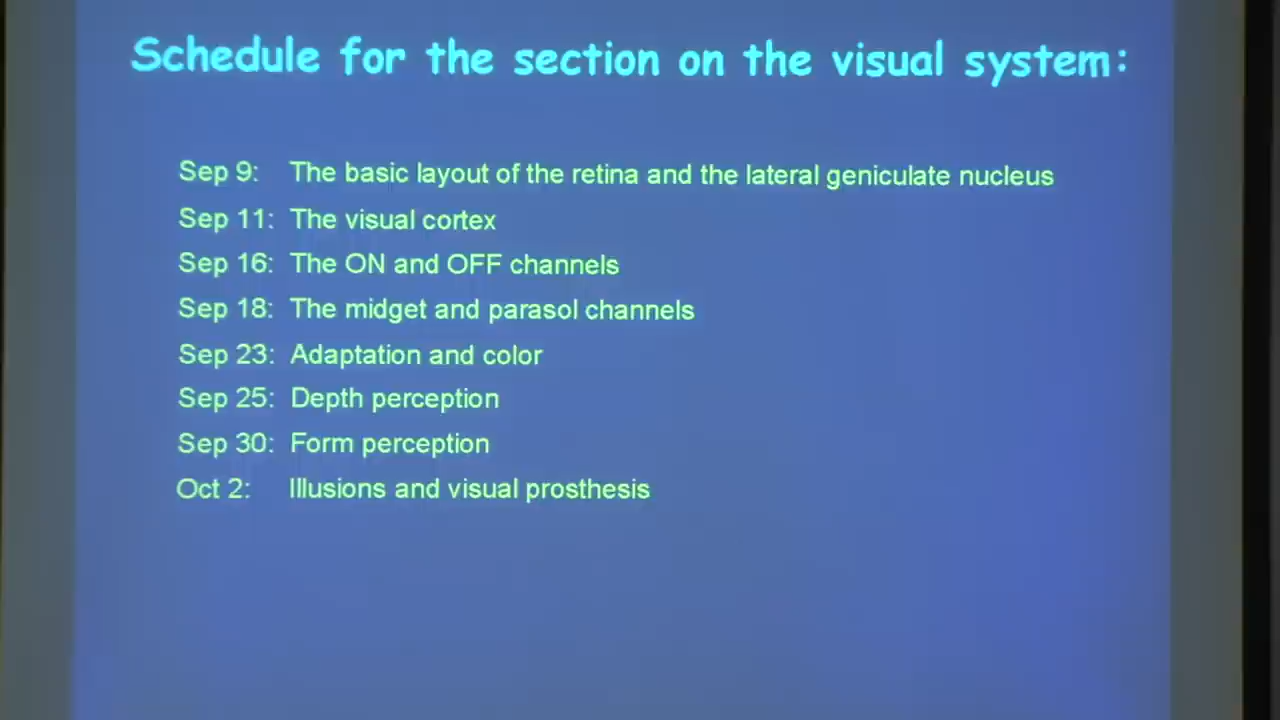 Schedule for the section on the visual system:
Sep 9: The basic layout of the retina and the lateral geniculate nucleus
Sep 11: The visual cortex
Sep 16: The ON and OFF channels
Sep 18: The midget and parasol channels
Sep 23: Adaptation and color
Sep 25: Depth perception
Sep 30: Form perception
Oct 2: Illusions and visual prosthesis